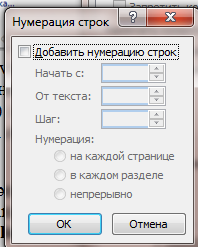 Нумерация строк
Добавить нумерацию строк
Начать с:
От текста:
Шаг:
Нумерация:
на каждой странице
в каждом разделе
непрерывно
ОК
Отмена